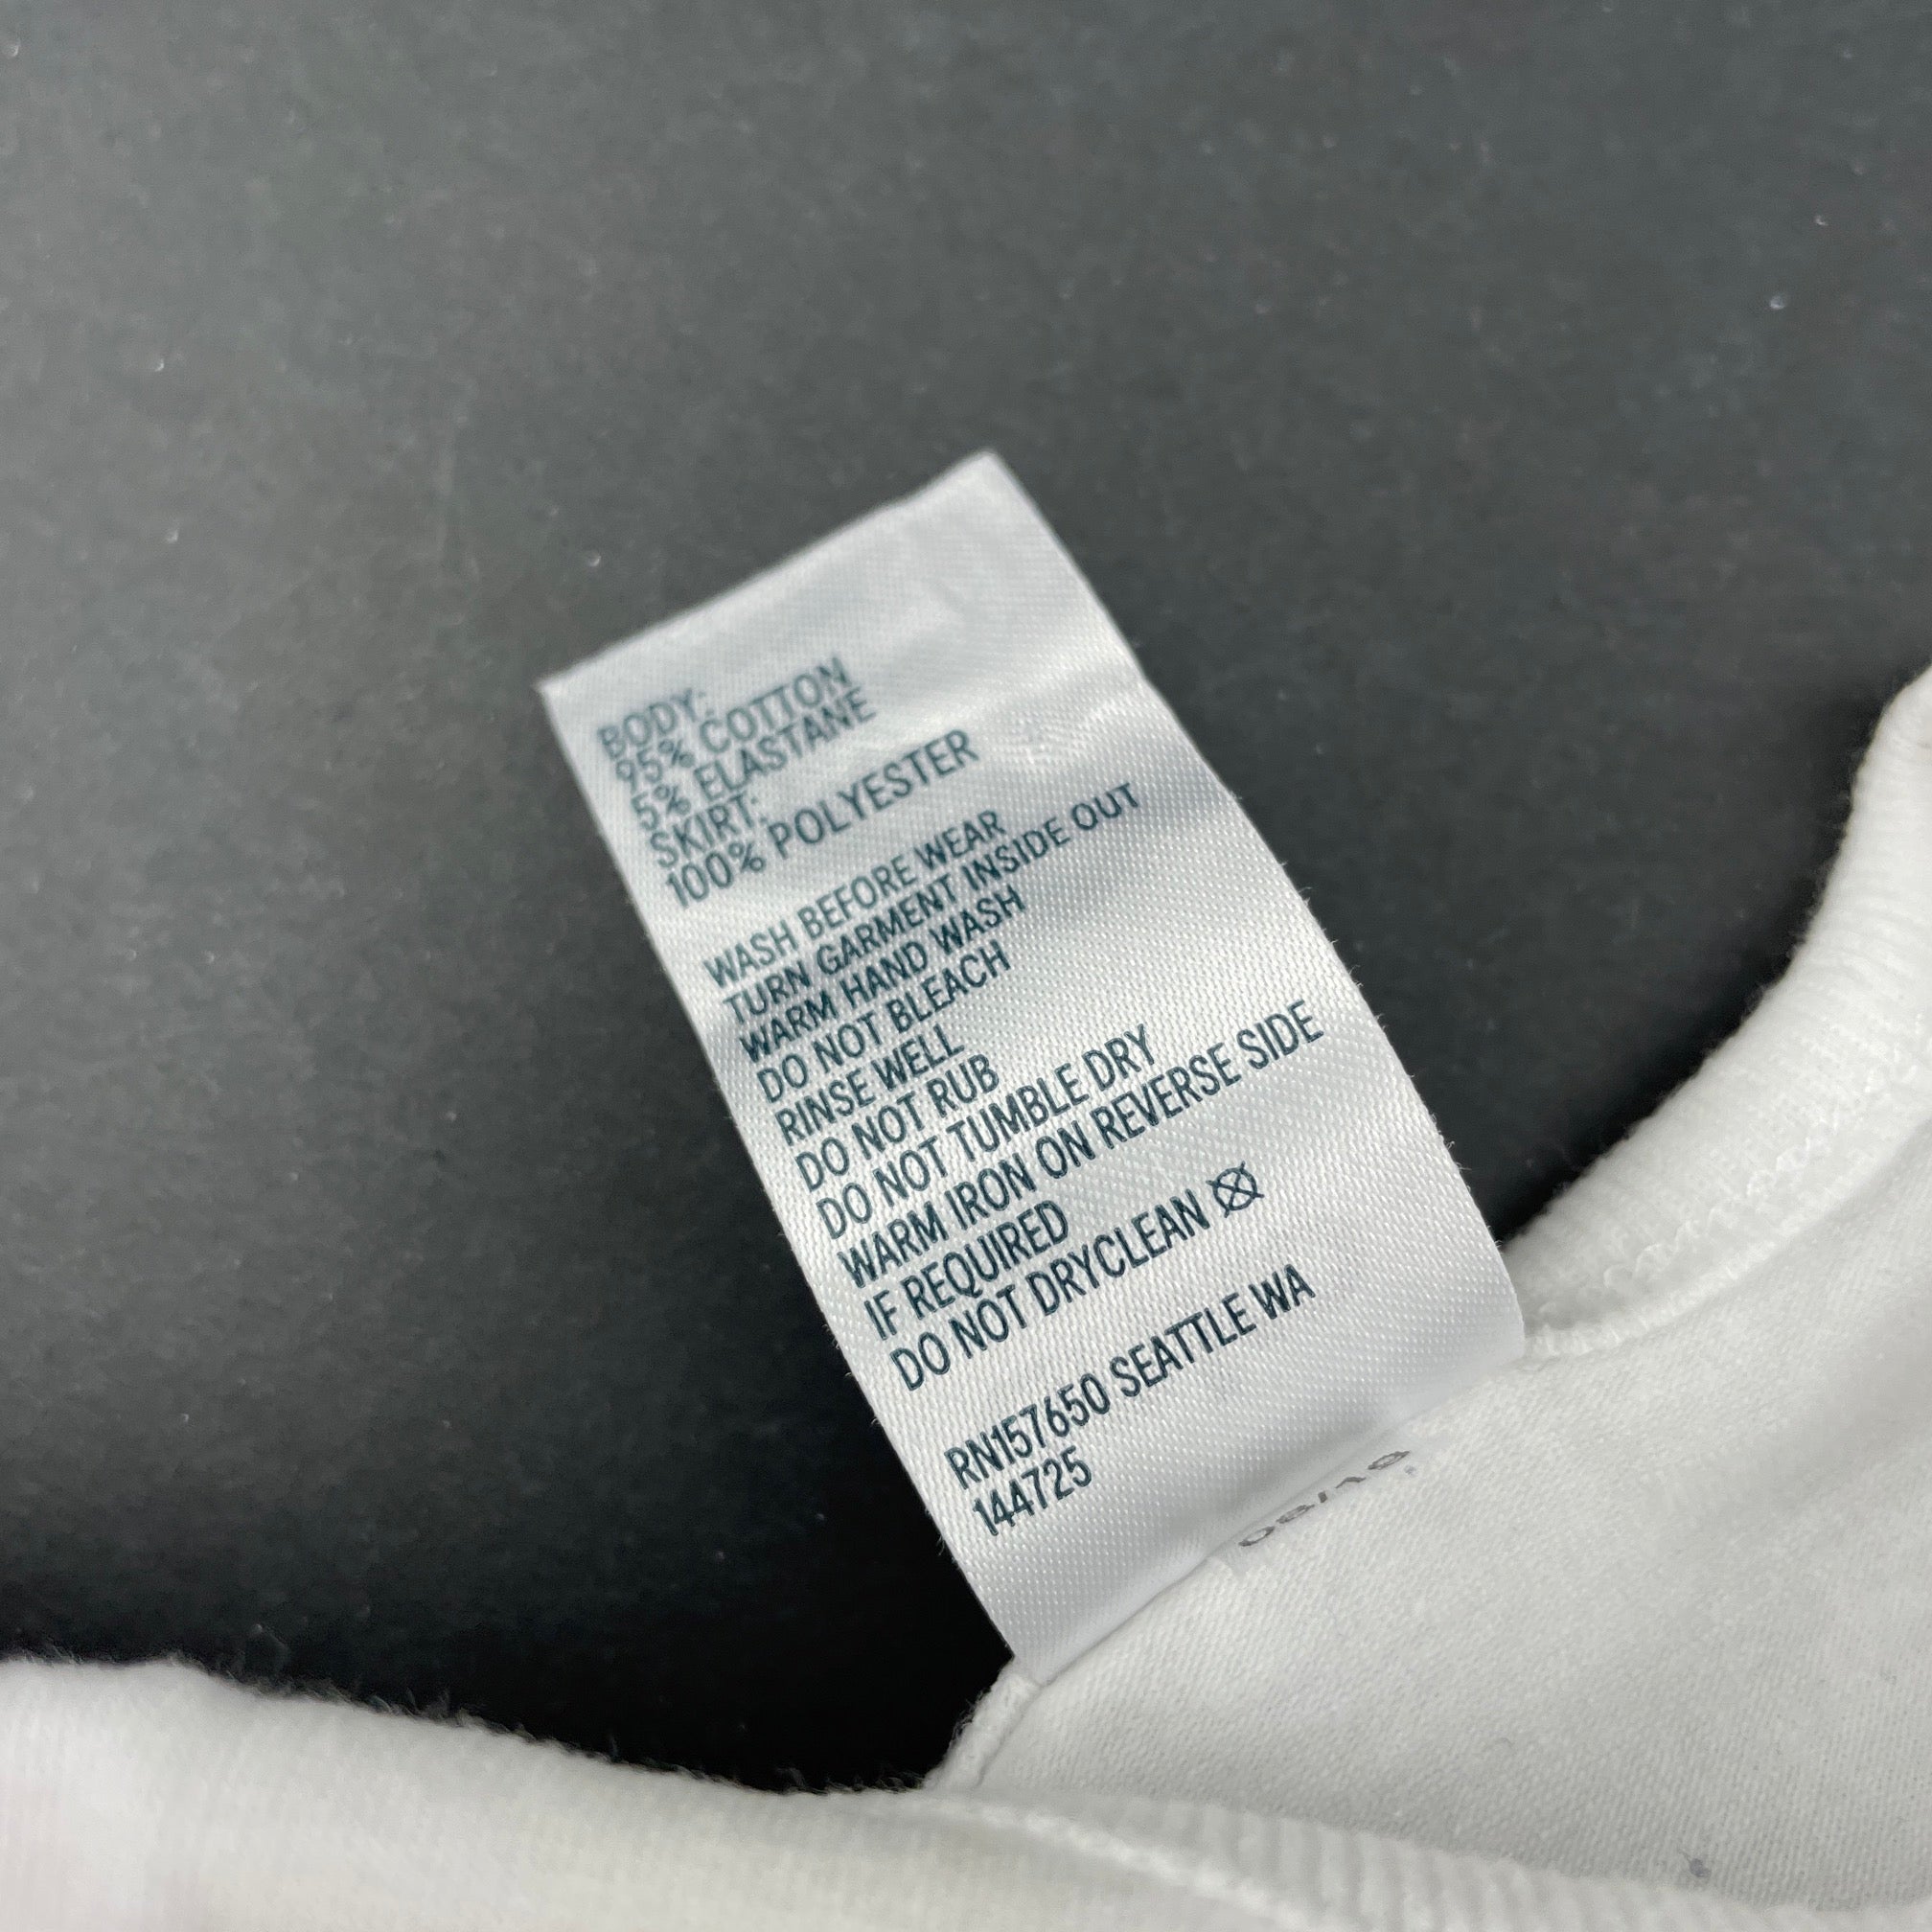 BODY:
95% COTTON
5% ELASTANE
SKIRT:
100% POLYESTER
WASH BEFORE WEAR
TURN GARMENT INSIDE OUT
WARM HAND WASH
DO NOT BLEACH
RINSE WELL
DO NOT RUB
DO NOT TUMBLE DRY
WARM IRON ON REVERSE SIDE
IF REQUIRED
DO NOT DRYCLEAN
RN157650 SEATTLE WA
144725